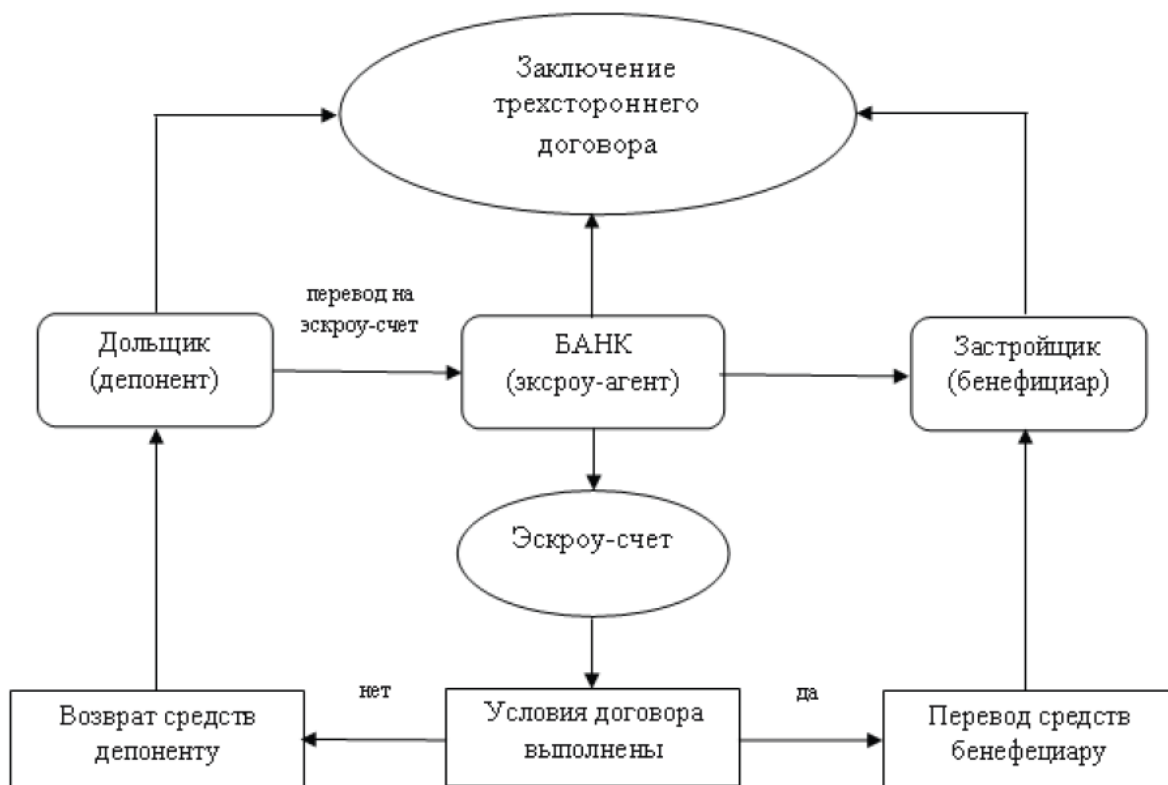 Заключение
трехстороннего
договора
перевод на
эскроу-счет
Дольщик
(депонент)
БАНК
(эксроу-агент)
Застройщик
(бенефициар)
Эскроу-счет
нет
да
Возврат средств
депоненту
Условия договора
выполнены
Перевод средств
бенефециару